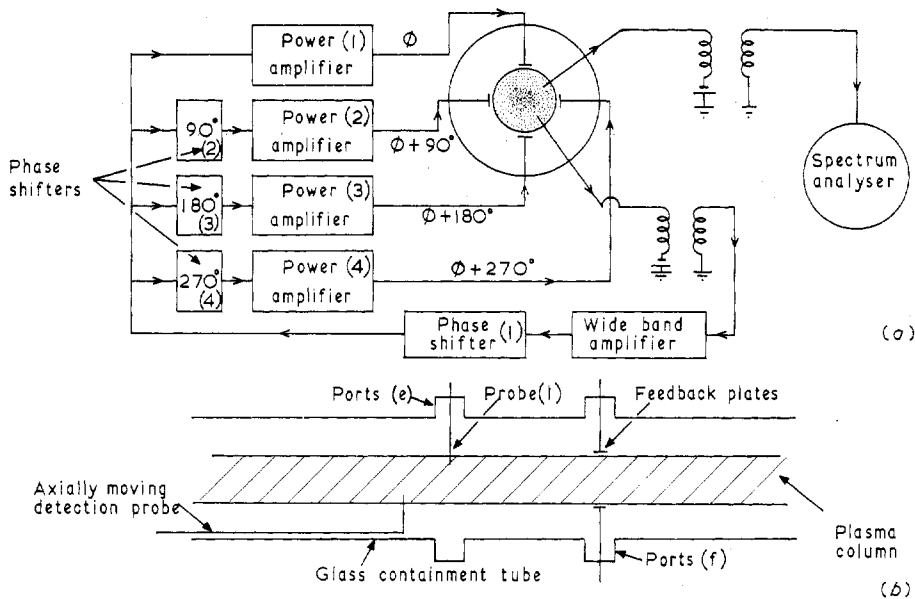 Power (1)
amplifier
φ
90°
(2)
Power (2)
amplifier
φ+90°
Phase
shifters
180°
(3)
Power (3)
amplifier
φ+180°
270°
(4)
Power (4)
amplifier
φ+270°
Spectrum
analyser
Phase (1)
shifter
Wide band
amplifier
(a)
Ports (e)
Probe(1)
Feedback plates
Axially moving
detection probe
Glass containment tube
Ports (f)
Plasma
column
(b)